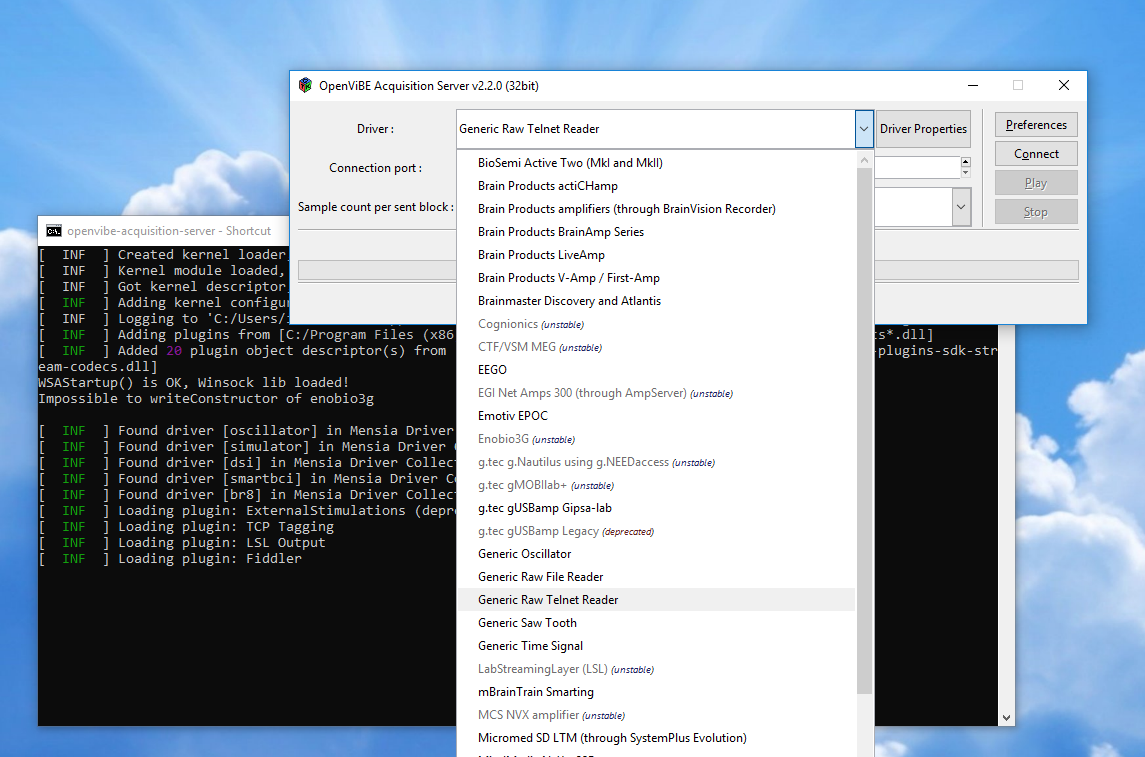 OpenViBE Acquisition Server v2.2.0 (32bit)
Driver :
Generic Raw Telnet Reader
Driver Properties
Preferences
Connection port :
Connect
Sample count per sent block :
Play
Stop
BioSemi Active Two (MkI and MkII)
Brain Products actiCHamp
Brain Products amplifiers (through BrainVision Recorder)
Brain Products BrainAmp Series
Brain Products LiveAmp
Brain Products V-Amp / First-Amp
Brainmaster Discovery and Atlantis
Cognionics (unstable)
CTF/VSM MEG (unstable)
EEGO
EGI Net Amps 300 (through AmpServer) (unstable)
Emotiv EPOC
Enobio3G (unstable)
g.tec g.Nautilus using g.NEEDaccess (unstable)
g.tec gMOBIlab+ (unstable)
g.tec gUSBamp Gipsa-lab
g.tec gUSBamp Legacy (deprecated)
Generic Oscillator
Generic Raw File Reader
Generic Raw Telnet Reader
Generic Saw Tooth
Generic Time Signal
LabStreamingLayer (LSL) (unstable)
mBrainTrain Smarting
MCS NVX amplifier (unstable)
Micromed SD LTM (through SystemPlus Evolution)
openvibe-acquisition-server - Shortcut
[ INF ] Created kernel loader
[ INF ] Kernel module loaded,
[ INF ] Got kernel descriptor
[ INF ] Adding kernel configur
[ INF ] Logging to 'C:/Users/
[ INF ] Adding plugins from [C:/Program Files (x86 s*.dll]
[ INF ] Added 20 plugin object descriptor(s) from -plugins-sdk-str
eam-codecs.dll]
WSAStartup() is OK, Winsock lib loaded!
Impossible to writeConstructor of enobio3g
[ INF ] Found driver [oscillator] in Mensia Driver
[ INF ] Found driver [simulator] in Mensia Driver C
[ INF ] Found driver [dsi] in Mensia Driver Collect
[ INF ] Found driver [smartbci] in Mensia Driver Co
[ INF ] Found driver [br8] in Mensia Driver Collect
[ INF ] Loading plugin: ExternalStimulations (depr
[ INF ] Loading plugin: TCP Tagging
[ INF ] Loading plugin: LSL Output
[ INF ] Loading plugin: Fiddler